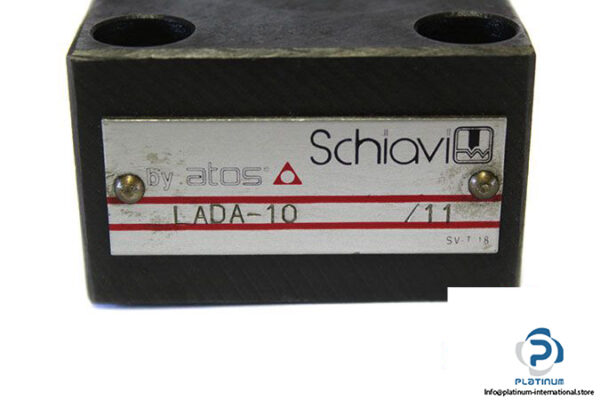 Schiavi
by atos
LADA-10 /11
SV-T 18
PLATINUM
Info@platinum-international.store